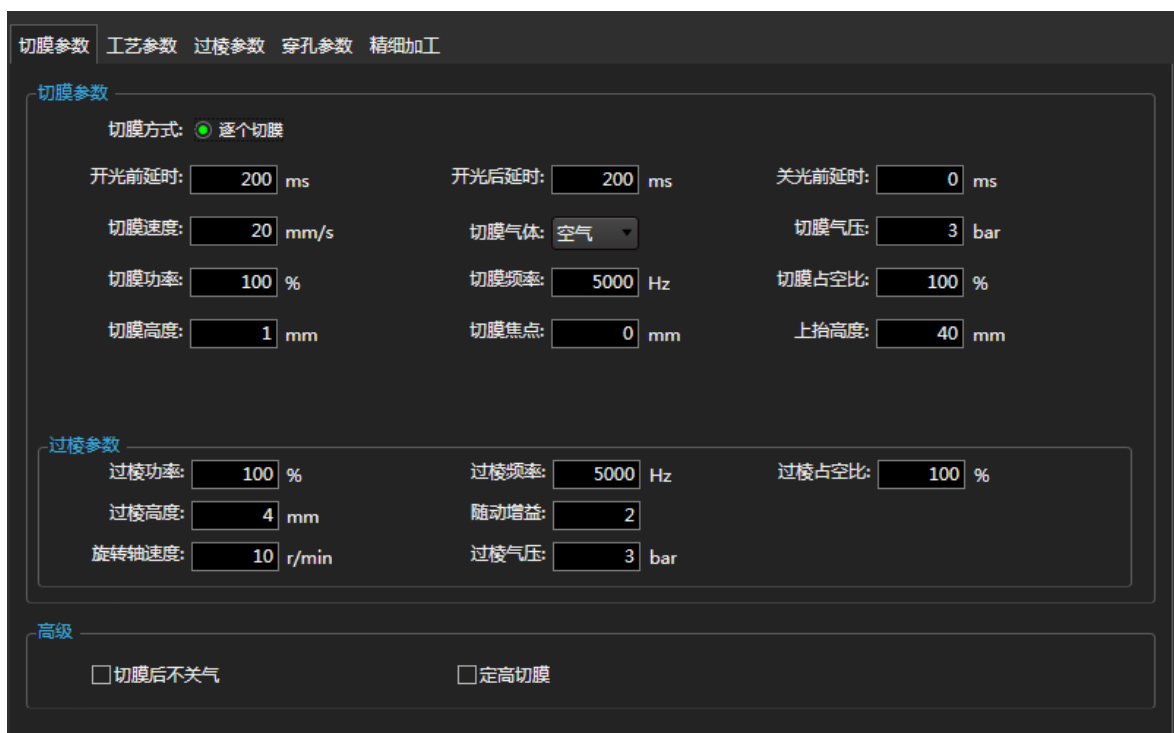 切膜参数 工艺参数 过棱参数 穿孔参数 精细加工
切膜参数
切膜方式: 逐个切膜
开光前延时: 200 ms 开光后延时: 200 ms 关光前延时: 0 ms
切膜速度: 20 mm/s 切膜气体: 空气 切膜气压: 3 bar
切膜功率: 100 % 切膜频率: 5000 Hz 切膜占空比: 100 %
切膜高度: 1 mm 切膜焦点: 0 mm 上抬高度: 40 mm
过棱参数
过棱功率: 100 % 过棱频率: 5000 Hz 过棱占空比: 100 %
过棱高度: 4 mm 随动增益: 2
旋转轴速度: 10 r/min 过棱气压: 3 bar
高级
切膜后不关气 定高切膜